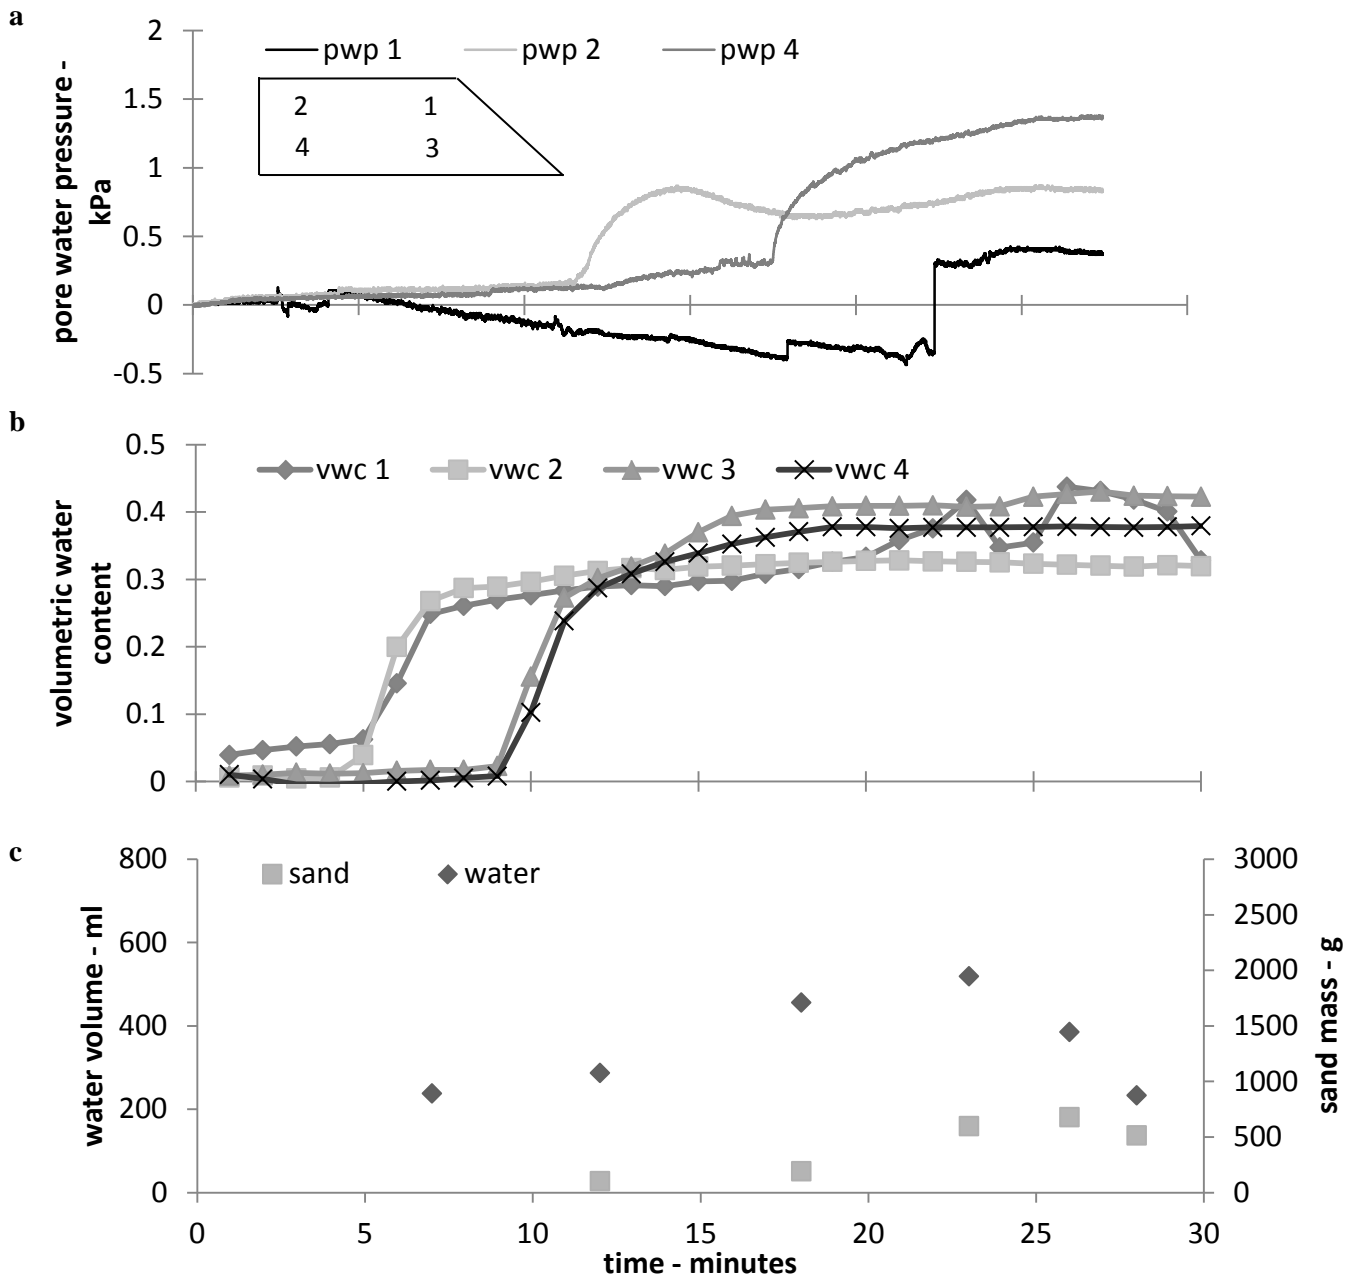 a
pore water pressure -
kPa
2
1.5
1
0.5
0
-0.5
pwp 1 pwp 2 pwp 4
2 1
4 3
b
volumetric water
content
0.5
0.4
0.3
0.2
0.1
0
vwc 1 vwc 2 vwc 3 vwc 4
c
water volume - ml
800
600
400
200
0
sand water
3000
2500
2000
1500
1000
500
0
sand mass - g
0 5 10 15 20 25 30
time - minutes